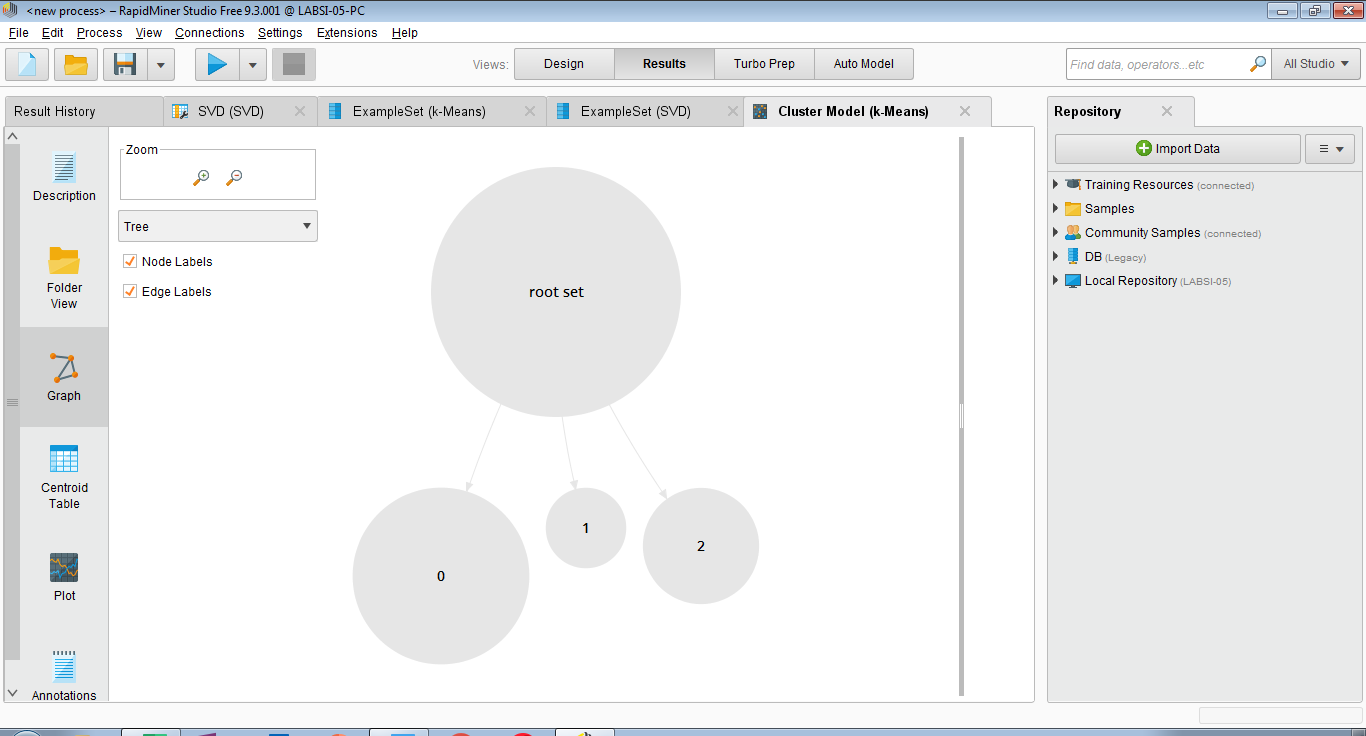 <new process> – RapidMiner Studio Free 9.3.001 @ LABSI-05-PC
File Edit Process View Connections Settings Extensions Help
Views: Design Results Turbo Prep Auto Model
Find data, operators...etc
All Studio
Result History
SVD (SVD)
ExampleSet (k-Means)
ExampleSet (SVD)
Cluster Model (k-Means)
Repository
Description
Folder
View
Graph
Centroid
Table
Plot
Annotations
Zoom
Tree
Node Labels
Edge Labels
root set
0
1
2
Import Data
Training Resources (connected)
Samples
Community Samples (connected)
DB (Legacy)
Local Repository (LABSI-05)